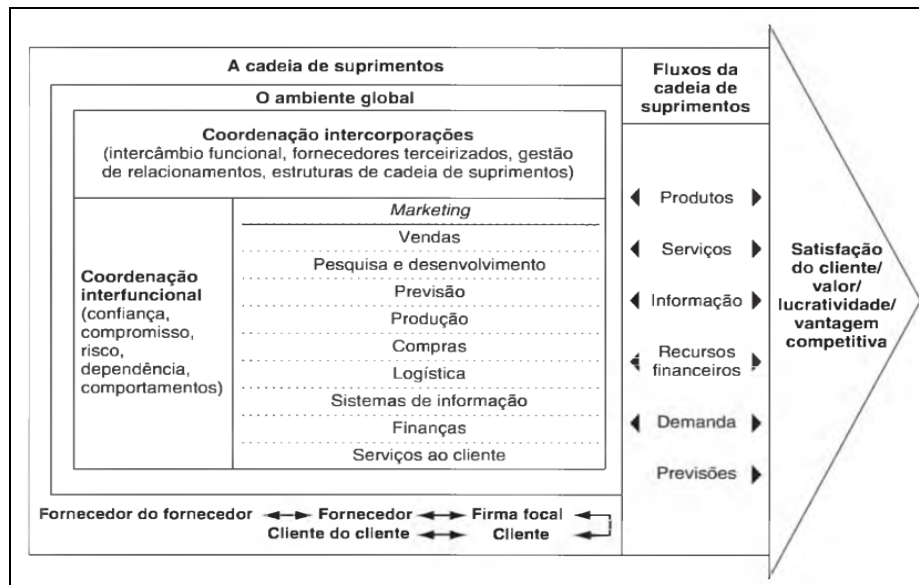 A cadeia de suprimentos
O ambiente global
Coordenação intercorporações
(intercâmbio funcional, fornecedores terceirizados, gestão
de relacionamentos, estruturas de cadeia de suprimentos)
Coordenação
interfuncional
(confiança,
compromisso,
risco,
dependência,
comportamentos)
Marketing
Vendas
Pesquisa e desenvolvimento
Previsão
Produção
Compras
Logística
Sistemas de informação
Finanças
Serviços ao cliente
Fornecedor do fornecedor Fornecedor Firma focal
Cliente do cliente Cliente
Fluxos da
cadeia de
suprimentos
Produtos
Serviços
Informação
Recursos
financeiros
Demanda
Previsões
Satisfação
do cliente/
valor/
lucratividade/
vantagem
competitiva